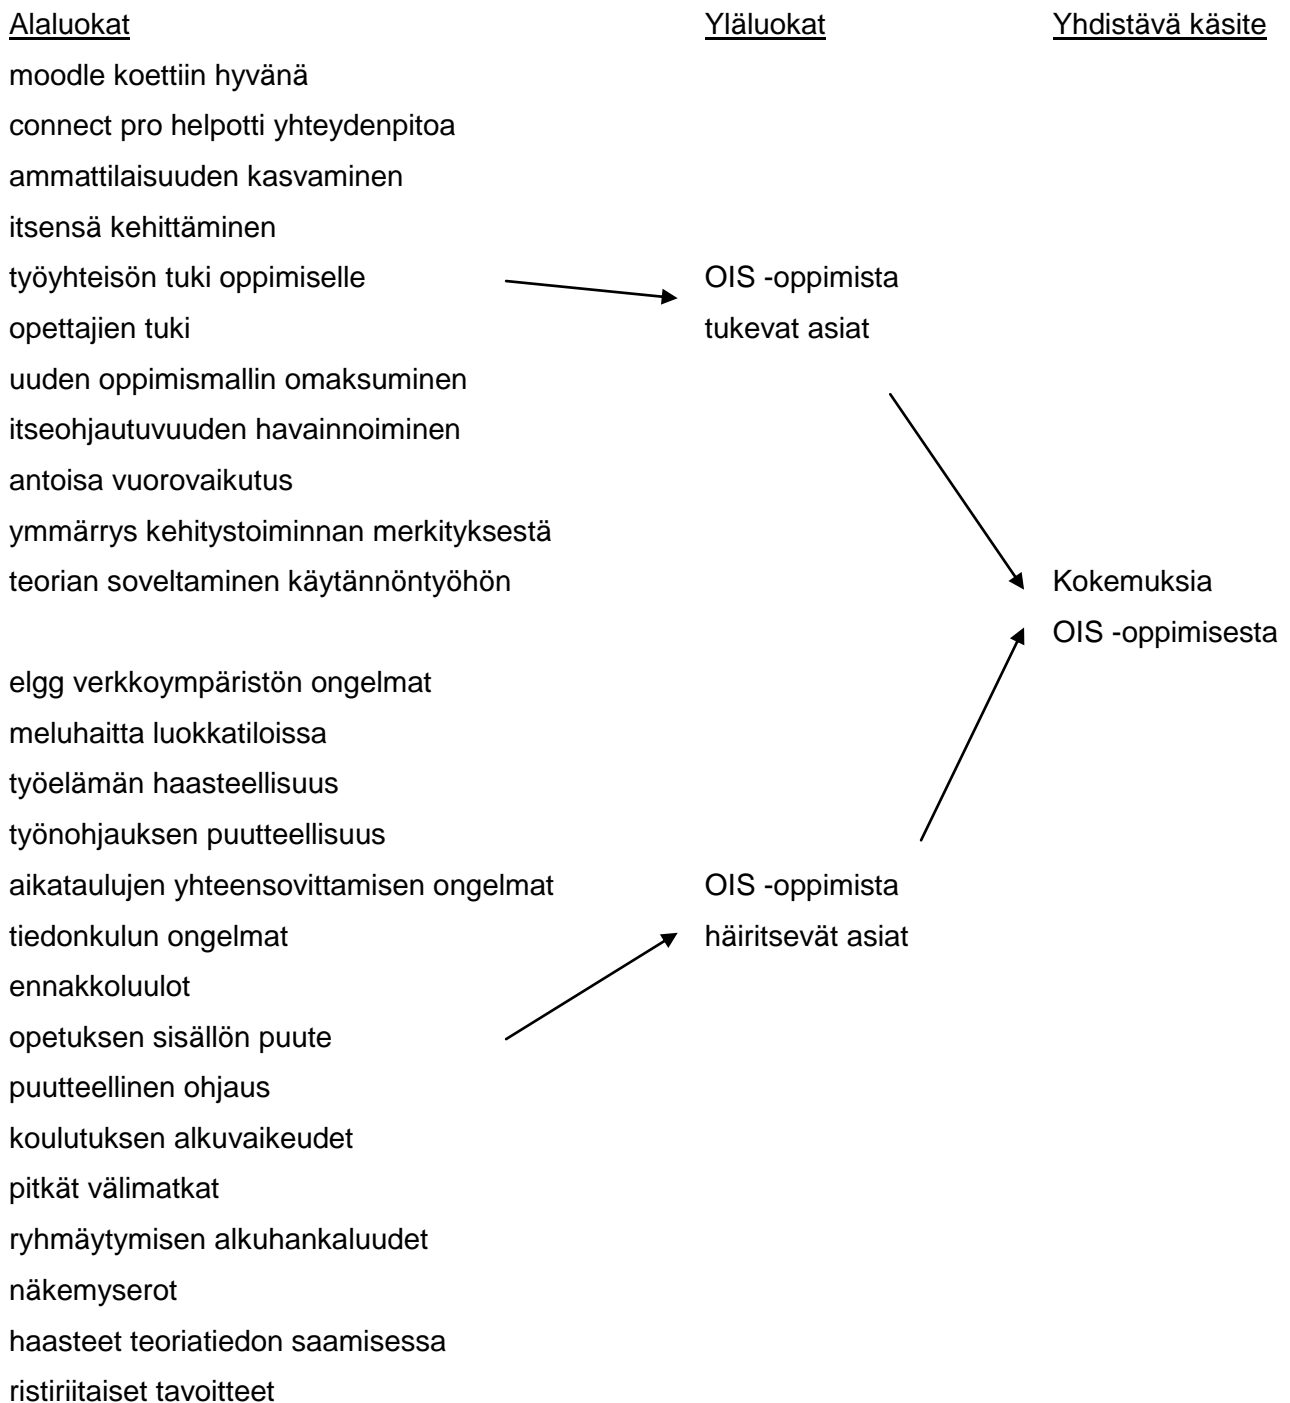 Alaluokat Yläluokat Yhdistävä käsite
moodle koettiin hyvänä
connect pro helpotti yhteydenpitoa
ammattilaisuuden kasvaminen
itsensä kehittäminen
työyhteisön tuki oppimiselle OIS -oppimista
opettajien tuki tukevat asiat
uuden oppimismallin omaksuminen
itseohjautuvuuden havainnoiminen
antoisa vuorovaikutus
ymmärrys kehitystoiminnan merkityksestä
teorian soveltaminen käytännöntyöhön Kokemuksia
OIS -oppimisesta
elgg verkkoympäristön ongelmat
meluhaitta luokkatiloissa
työelämän haasteellisuus
työnohjauksen puutteellisuus
aikataulujen yhteensovittamisen ongelmat OIS -oppimista
tiedonkulun ongelmat häiritsevät asiat
ennakkoluulot
opetuksen sisällön puute
puutteellinen ohjaus
koulutuksen alkuvaikeudet
pitkät välimatkat
ryhmäytymisen alkuhankaluudet
näkemyserot
haasteet teoriatiedon saamisessa
ristiriitaiset tavoitteet